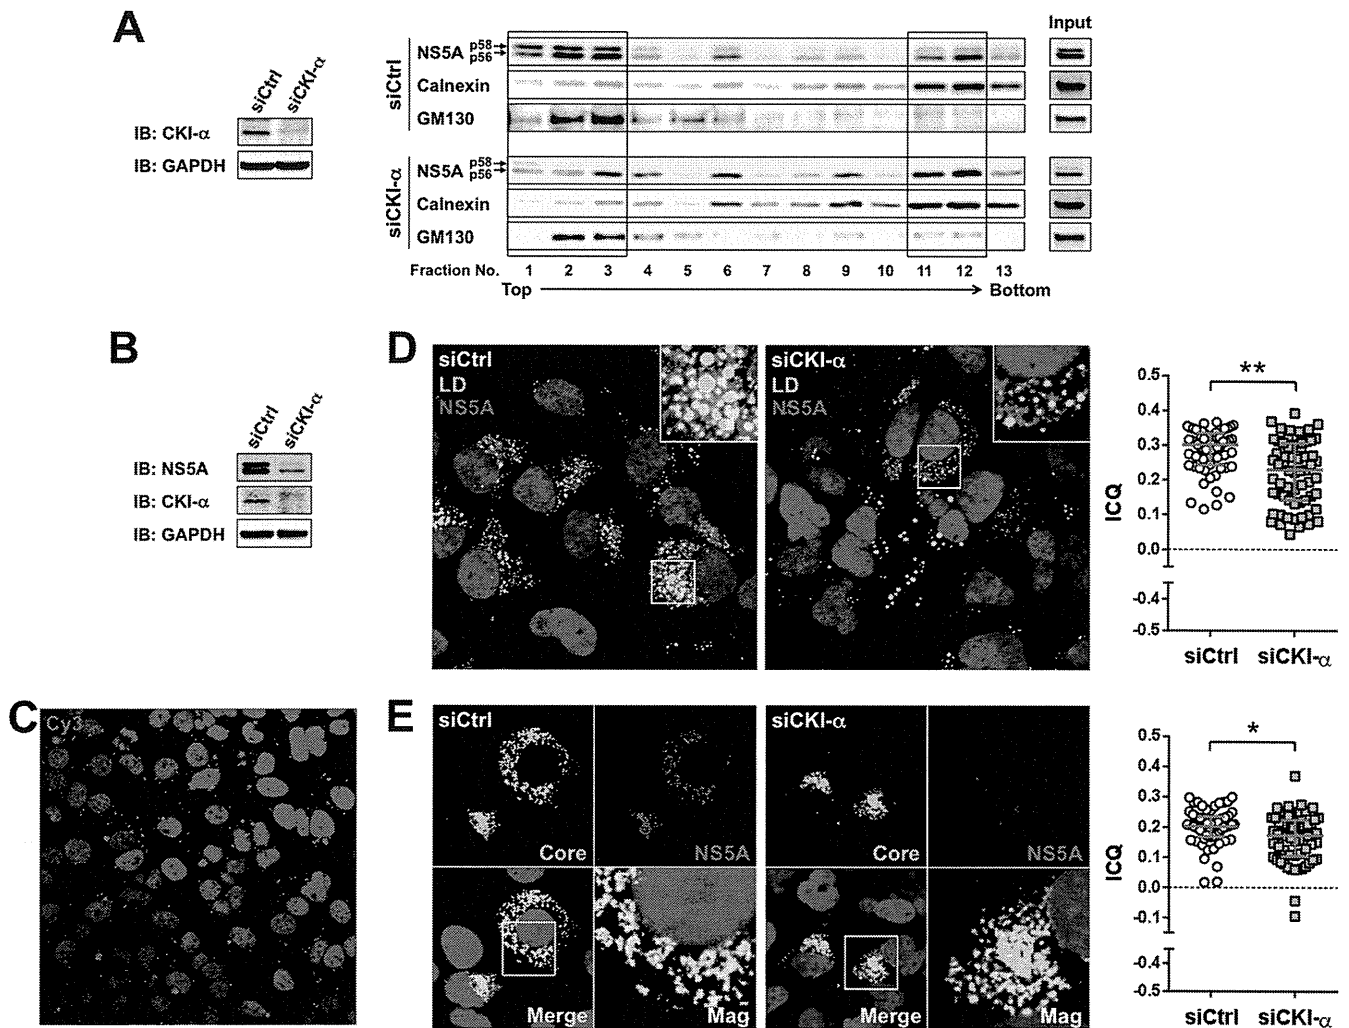 A
siCtrl
siCKI-α
IB: CKI-α
IB: GAPDH
Input
siCtrl
NS5A
p58
p56
Calnexin
GM130
siCKI-α
NS5A
p58
p56
Calnexin
GM130
Fraction No.
1 2 3 4 5 6 7 8 9 10 11 12 13
Top
Bottom
B
siCtrl
siCKI-α
IB: NS5A
IB: CKI-α
IB: GAPDH
D
siCtrl
LD
NS5A
siCKI-α
LD
NS5A
**
0.5
0.4
0.3
0.2
0.1
0.0
-0.4
-0.5
ICQ
siCtrl siCKI-α
C
Cy3
E
siCtrl
Core
NS5A
Merge
Mag
siCKI-α
Core
NS5A
Merge
Mag
*
0.5
0.4
0.3
0.2
0.1
0.0
-0.1
-0.4
-0.5
ICQ
siCtrl siCKI-α